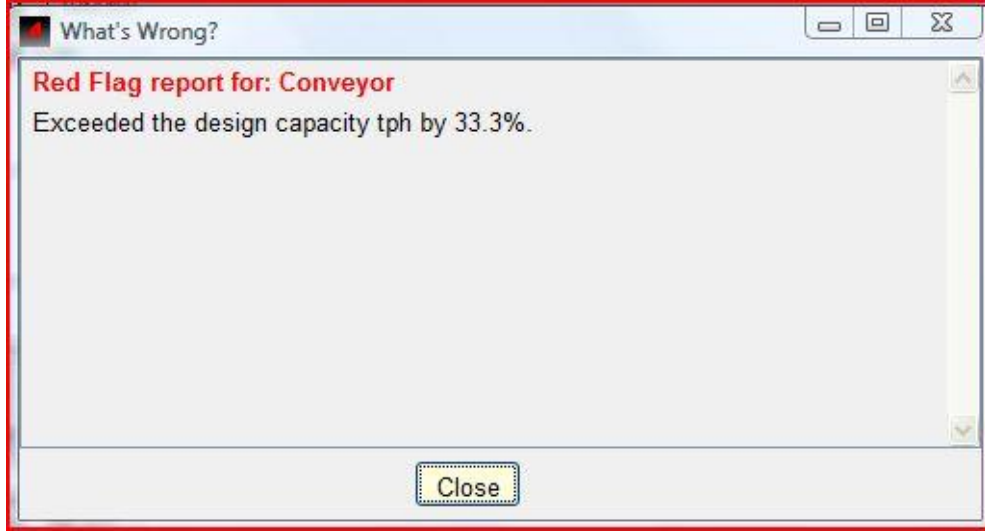 What's Wrong?
Red Flag report for: Conveyor
Exceeded the design capacity tph by 33.3%.
Close